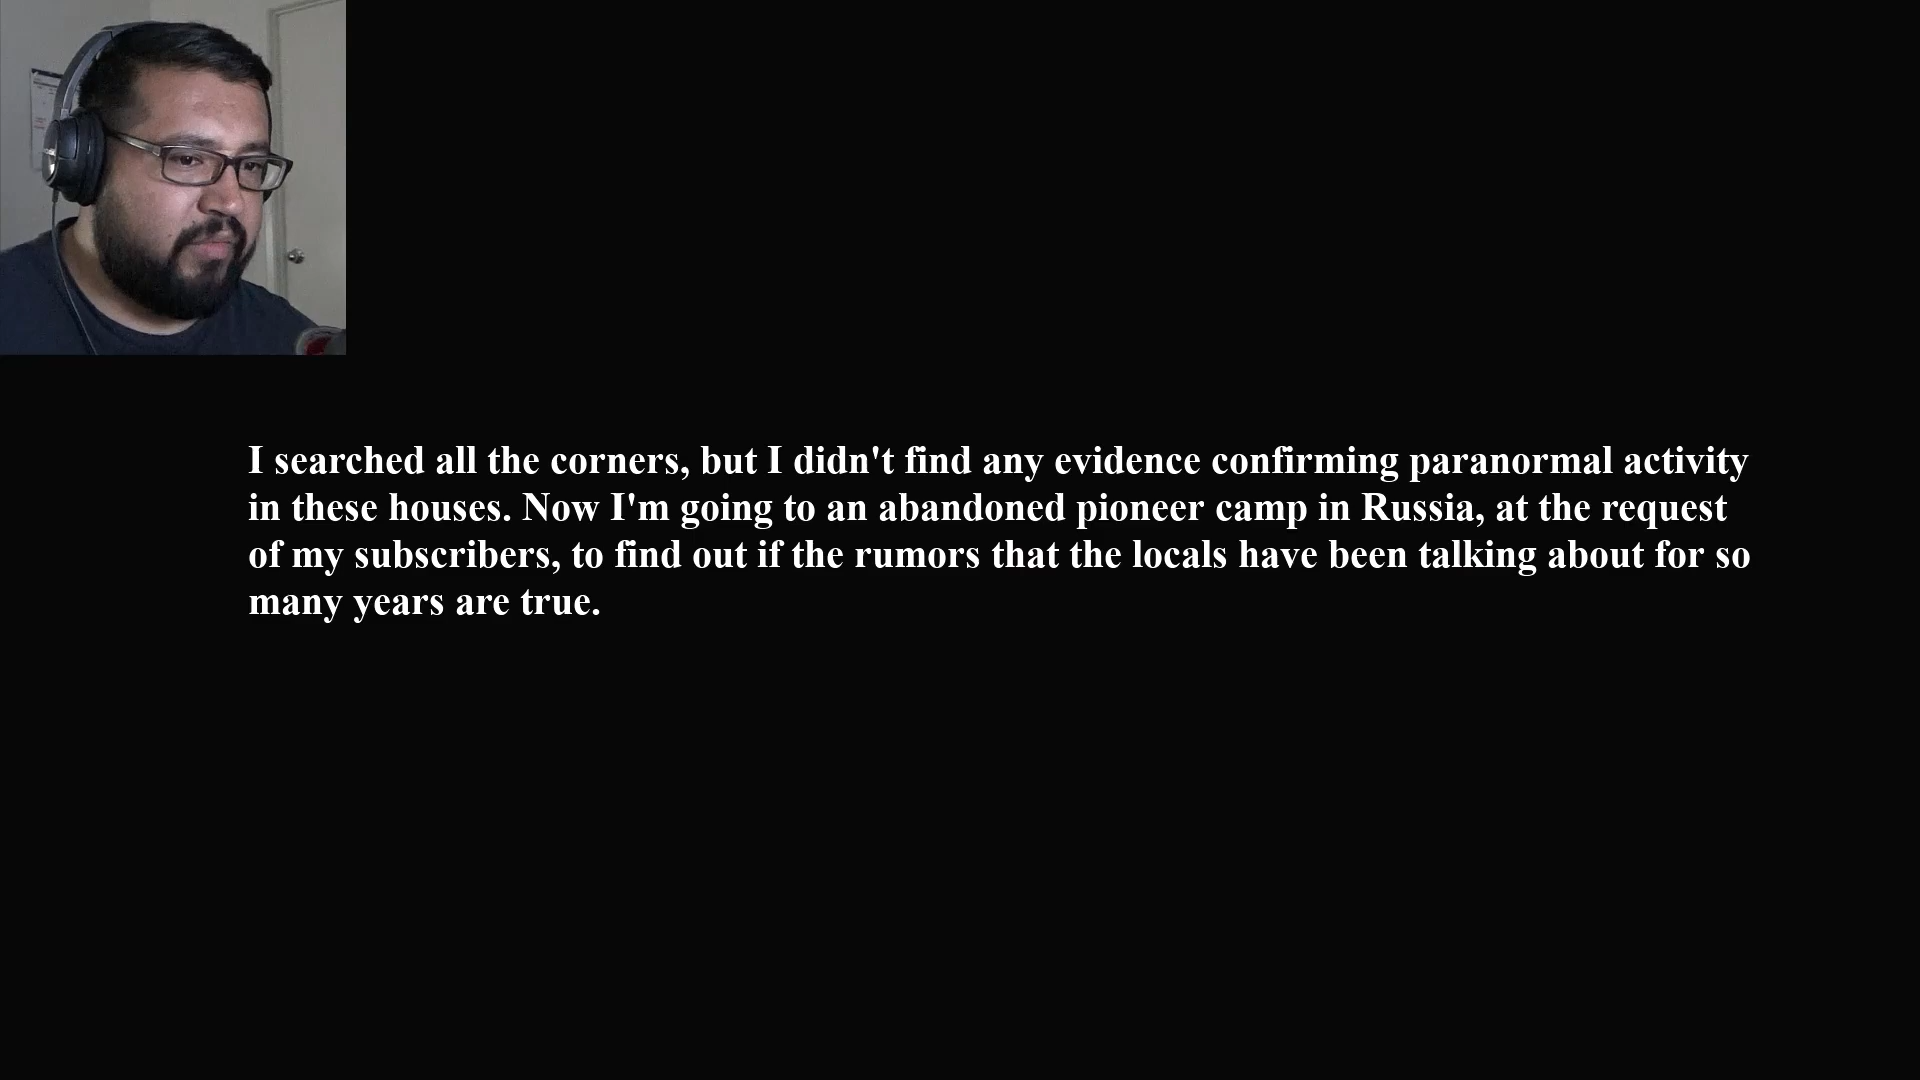 I searched all the corners, but I didn't find any evidence confirming paranormal activity
in these houses. Now I'm going to an abandoned pioneer camp in Russia, at the request
of my subscribers, to find out if the rumors that the locals have been talking about for so
many years are true.